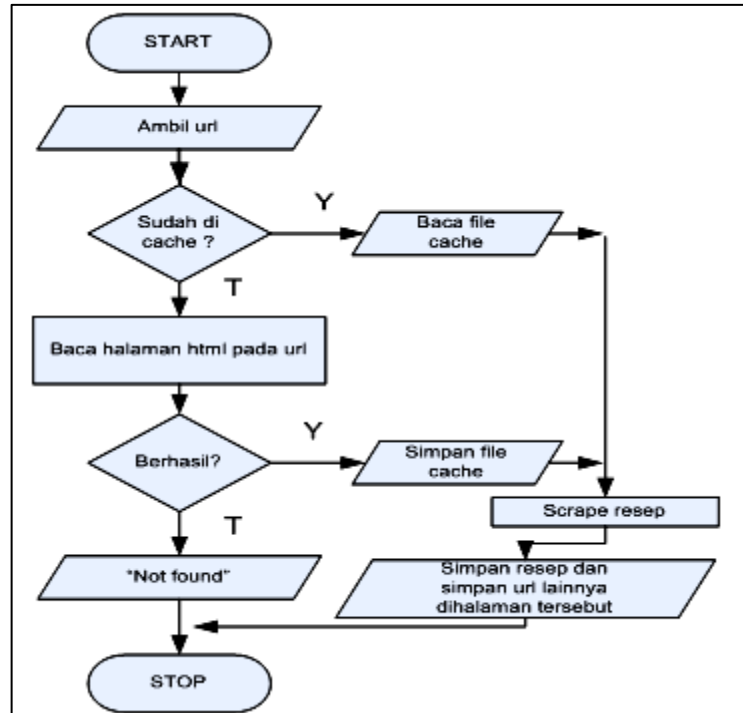 START
Ambil url
Sudah di
cache ?
Y
Baca file
cache
T
Baca halaman html pada url
Berhasil?
Y
Simpan file
cache
T
Scrape resep
"Not found"
Simpan resep dan
simpan url lainnya
dihalaman tersebut
STOP